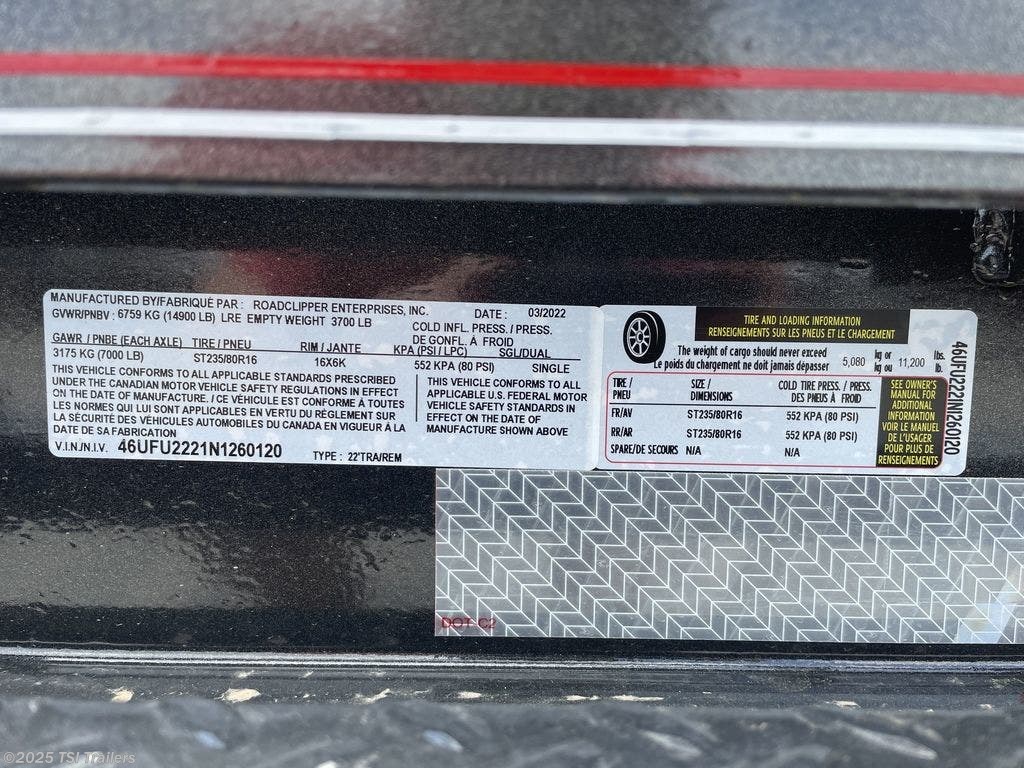 MANUFACTURED BY/FABRIQUÉ PAR : ROADCLIPPER ENTERPRISES, INC. DATE : 03/2022
GVWR/PNBV : 6759 KG (14900 LB) LRE EMPTY WEIGHT 3700 LB
COLD INFL. PRESS. / PRESS.
DE GONFL. À FROID
GAWR / PNBE (EACH AXLE) TIRE / PNEU RIM / JANTE KPA (PSI / LPC) SGL/DUAL
3175 KG (7000 LB) ST235/80R16 16X6K 552 KPA (80 PSI) SINGLE
THIS VEHICLE CONFORMS TO ALL APPLICABLE STANDARDS PRESCRIBED
UNDER THE CANADIAN MOTOR VEHICLE SAFETY REGULATIONS IN EFFECT
ON THE DATE OF MANUFACTURE. / CE VÉHICULE EST CONFORME À TOUTES
LES NORMES QUI LUI SONT APPLICABLES EN VERTU DU RÈGLEMENT SUR
LA SÉCURITÉ DES VÉHICULES AUTOMOBILES DU CANADA EN VIGUEUR À LA
DATE DE SA FABRICATION
THIS VEHICLE CONFORMS TO ALL
APPLICABLE U.S. FEDERAL MOTOR
VEHICLE SAFETY STANDARDS IN
EFFECT ON THE DATE OF
MANUFACTURE SHOWN ABOVE
V.I.N./N.I.V. 46UFU2221N1260120 TYPE : 22'TRA/REM
TIRE AND LOADING INFORMATION
RENSEIGNEMENTS SUR LES PNEUS ET LE CHARGEMENT
The weight of cargo should never exceed
Le poids du chargement ne doit jamais dépasser
5,080 kg or 11,200 lbs.
kg ou lb.
TIRE / SIZE / COLD TIRE PRESS. / PRESS.
PNEU DIMENSIONS DES PNEUS À FROID
FR/AV ST235/80R16 552 KPA (80 PSI)
RR/AR ST235/80R16 552 KPA (80 PSI)
SPARE/DE SECOURS N/A N/A
SEE OWNER'S
MANUAL FOR
ADDITIONAL
INFORMATION
VOIR LE MANUEL
DE L'USAGER
POUR PLUS DE
RENSEIGNEMENTS
46UFU2221N1260120
DOT-C2
©2025 TSI Trailers